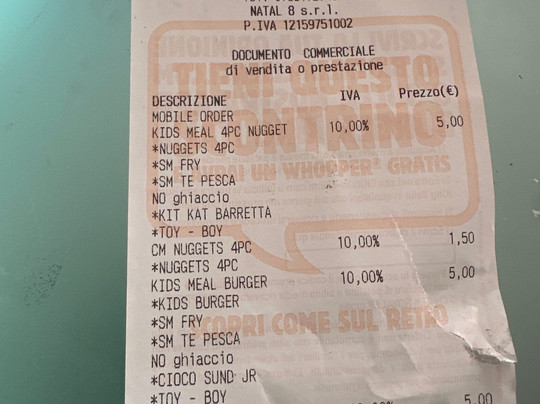 NATAL 8 s.r.l.
P.IVA 12159751002
DOCUMENTO COMMERCIALE
di vendita o prestazione
DESCRIZIONE IVA Prezzo(€)
MOBILE ORDER
KIDS MEAL 4PC NUGGET 10,00% 5,00
*NUGGETS 4PC
*SM FRY
*SM TE PESCA
NO ghiaccio
*KIT KAT BARRETTA
*TOY - BOY
CM NUGGETS 4PC 10,00% 1,50
*NUGGETS 4PC
KIDS MEAL BURGER 10,00% 5,00
*KIDS BURGER
*SM FRY
*SM TE PESCA
NO ghiaccio
*CIOCO SUND JR
*TOY - BOY 5,00
TIENI QUESTO
UN WHOPPER® GRATIS
SCOPRI COME SUL RETRO